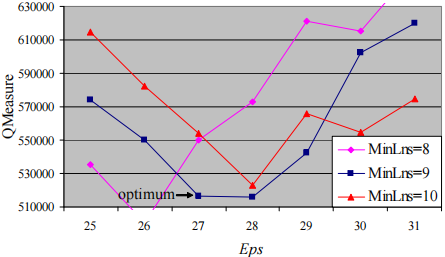 630000
610000
590000
570000
550000
530000
510000
QMeasure
optimum
MinLns=8
MinLns=9
MinLns=10
25 26 27 28 29 30 31
Eps